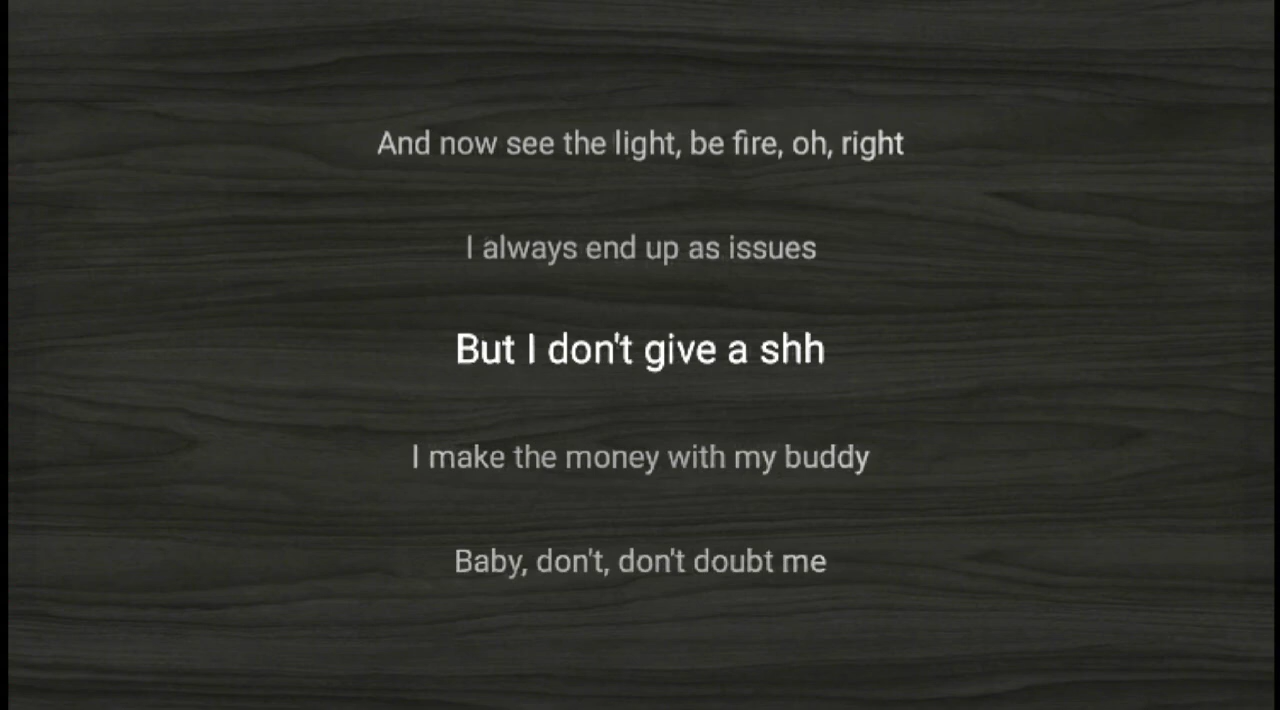 And now see the light, be fire, oh, right
I always end up as issues
But I don't give a shh
I make the money with my buddy
Baby, don't, don't doubt me